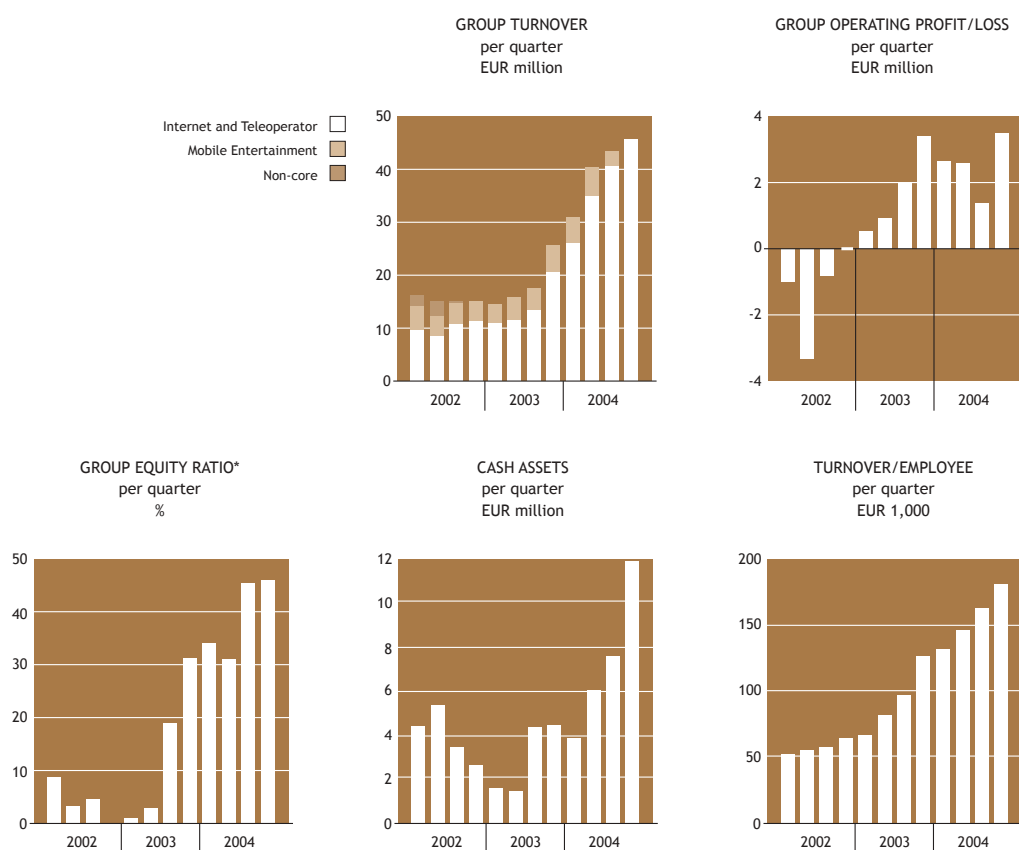 GROUP TURNOVER
per quarter
EUR million
GROUP OPERATING PROFIT/LOSS
per quarter
EUR million
Internet and Teleoperator
Mobile Entertainment
Non-core
50
40
30
20
10
0
2002 2003 2004
4
2
0
-2
-4
2002 2003 2004
GROUP EQUITY RATIO*
per quarter
%
CASH ASSETS
per quarter
EUR million
TURNOVER/EMPLOYEE
per quarter
EUR 1,000
50
40
30
20
10
0
2002 2003 2004
12
10
8
6
4
2
0
2002 2003 2004
200
150
100
50
0
2002 2003 2004